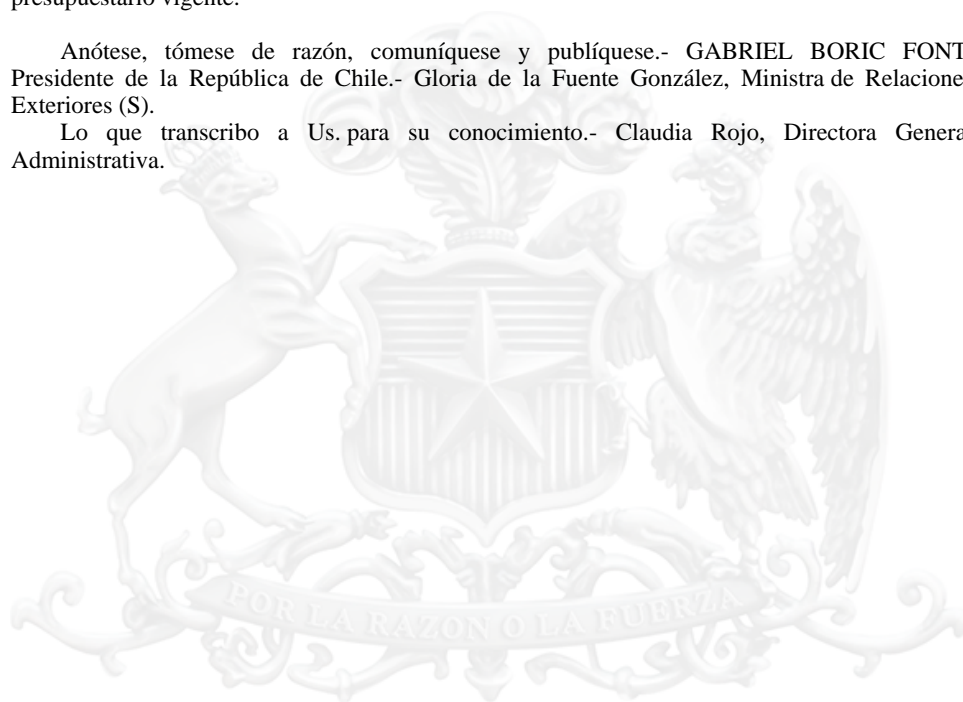 presupuestario vigente.
Anótese, tómese de razón, comuníquese y publíquese.- GABRIEL BORIC FONT
Presidente de la República de Chile.- Gloria de la Fuente González, Ministra de Relacione
Exteriores (S).
Lo que transcribo a Us. para su conocimiento.- Claudia Rojo, Directora Genera
Administrativa.
POR LA RAZON O LA FUERZA